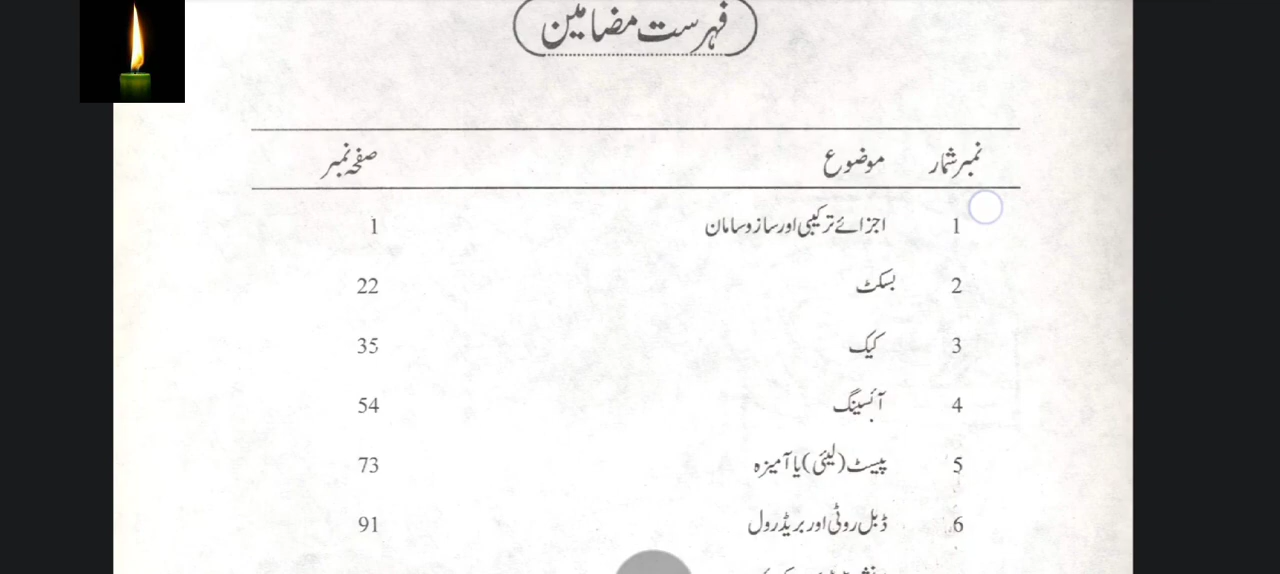 فہرست مضامین
نمبر شمار موضوع صفحہ نمبر
1 اجزائے ترکیبی اور ساز و سامان 1
2 بسکٹ 22
3 کیک 35
4 آئسینگ 54
5 پیسٹ (لیئی) یا آمیزہ 73
6 ڈبل روٹی اور بریڈ رول 91